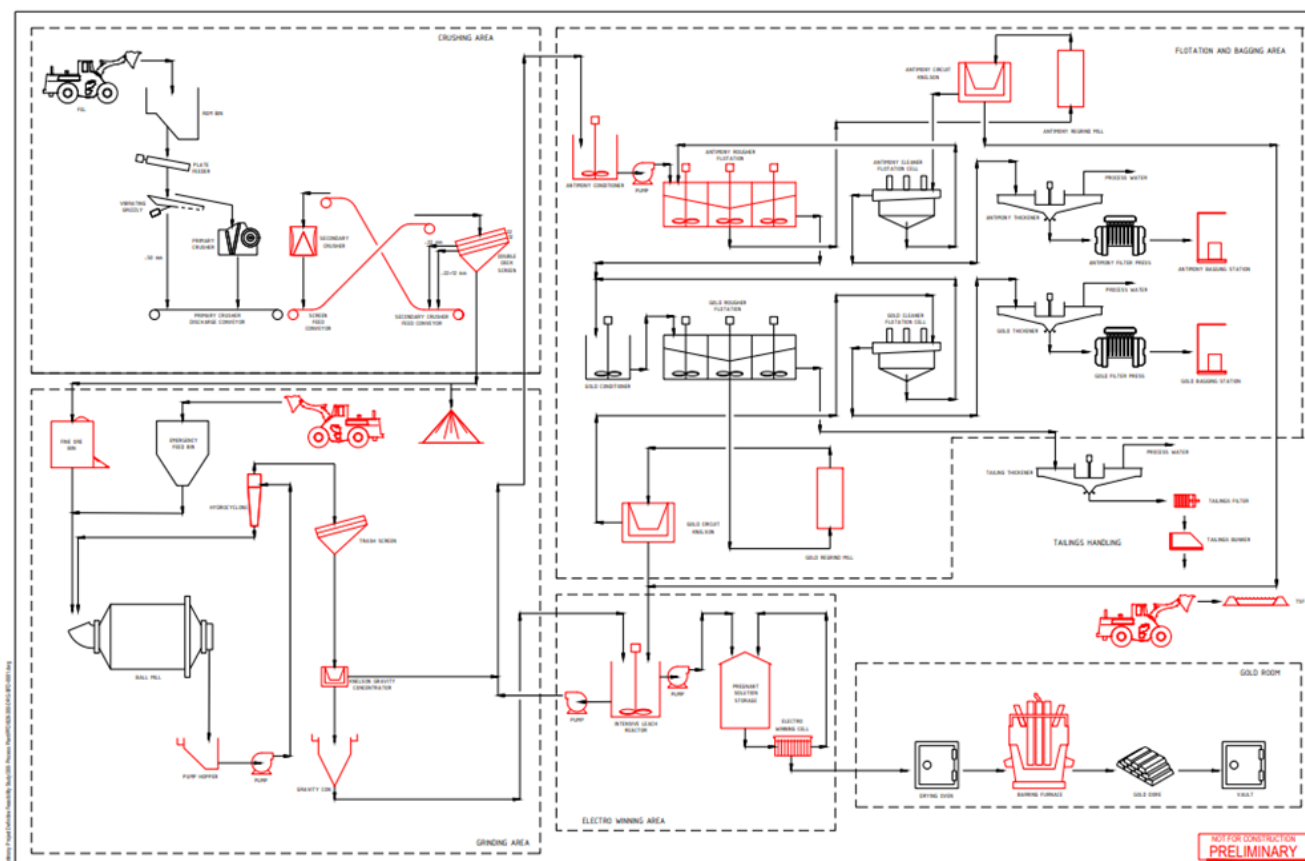 CRUSHING AREA
FEL
ROM BIN
PLATE
FEEDER
VIBRATING
GRIZZLY
PRIMARY
CRUSHER
SECONDARY
CRUSHER
DOUBLE
DECK
SCREEN
PRIMARY CRUSHER
DISCHARGE CONVEYOR
SCREEN
FEED
CONVEYOR
SECONDARY CRUSHER
FEED CONVEYOR
FLOTATION AND BAGGING AREA
ANTIMONY CIRCUIT
KNELSON
ANTIMONY REGRIND MILL
ANTIMONY CONDITIONER
PUMP
ANTIMONY ROUGHER
FLOTATION
ANTIMONY CLEANER
FLOTATION CELL
PROCESS WATER
ANTIMONY THICKENER
ANTIMONY FILTER PRESS
ANTIMONY BAGGING STATION
GOLD CONDITIONER
GOLD ROUGHER
FLOTATION
GOLD CLEANER
FLOTATION CELL
PROCESS WATER
GOLD THICKENER
GOLD FILTER PRESS
GOLD BAGGING STATION
GOLD CIRCUIT
KNELSON
GOLD REGRIND MILL
PROCESS WATER
TAILING THICKENER
TAILINGS FILTER
TAILINGS BUNKER
TAILINGS HANDLING
TSF
FINE ORE
BIN
EMERGENCY
FEED BIN
HYDROCYCLONE
TRASH SCREEN
BALL MILL
KNELSON GRAVITY
CONCENTRATOR
PUMP HOPPER
PUMP
GRAVITY CON.
GRINDING AREA
PUMP
INTENSIVE LEACH
REACTOR
PUMP
PREGNANT
SOLUTION
STORAGE
ELECTRO
WINNING CELL
ELECTRO WINNING AREA
GOLD ROOM
DRYING OVEN
BARRING FURNACE
GOLD DORE
VAULT
NOT FOR CONSTRUCTION
PRELIMINARY